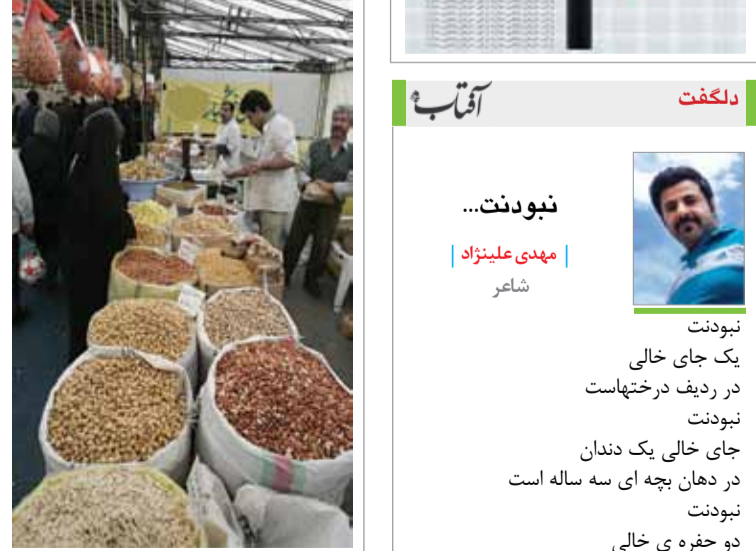 دلگفت
آفتاب
نبودنت...
| مهدی علینژاد |
شاعر
نبودنت
یک جای خالی
در ردیف درختهاست
نبودنت
جای خالی یک دندان
در دهان بچه ای سه ساله است
نبودنت
دو حفره ی خالی